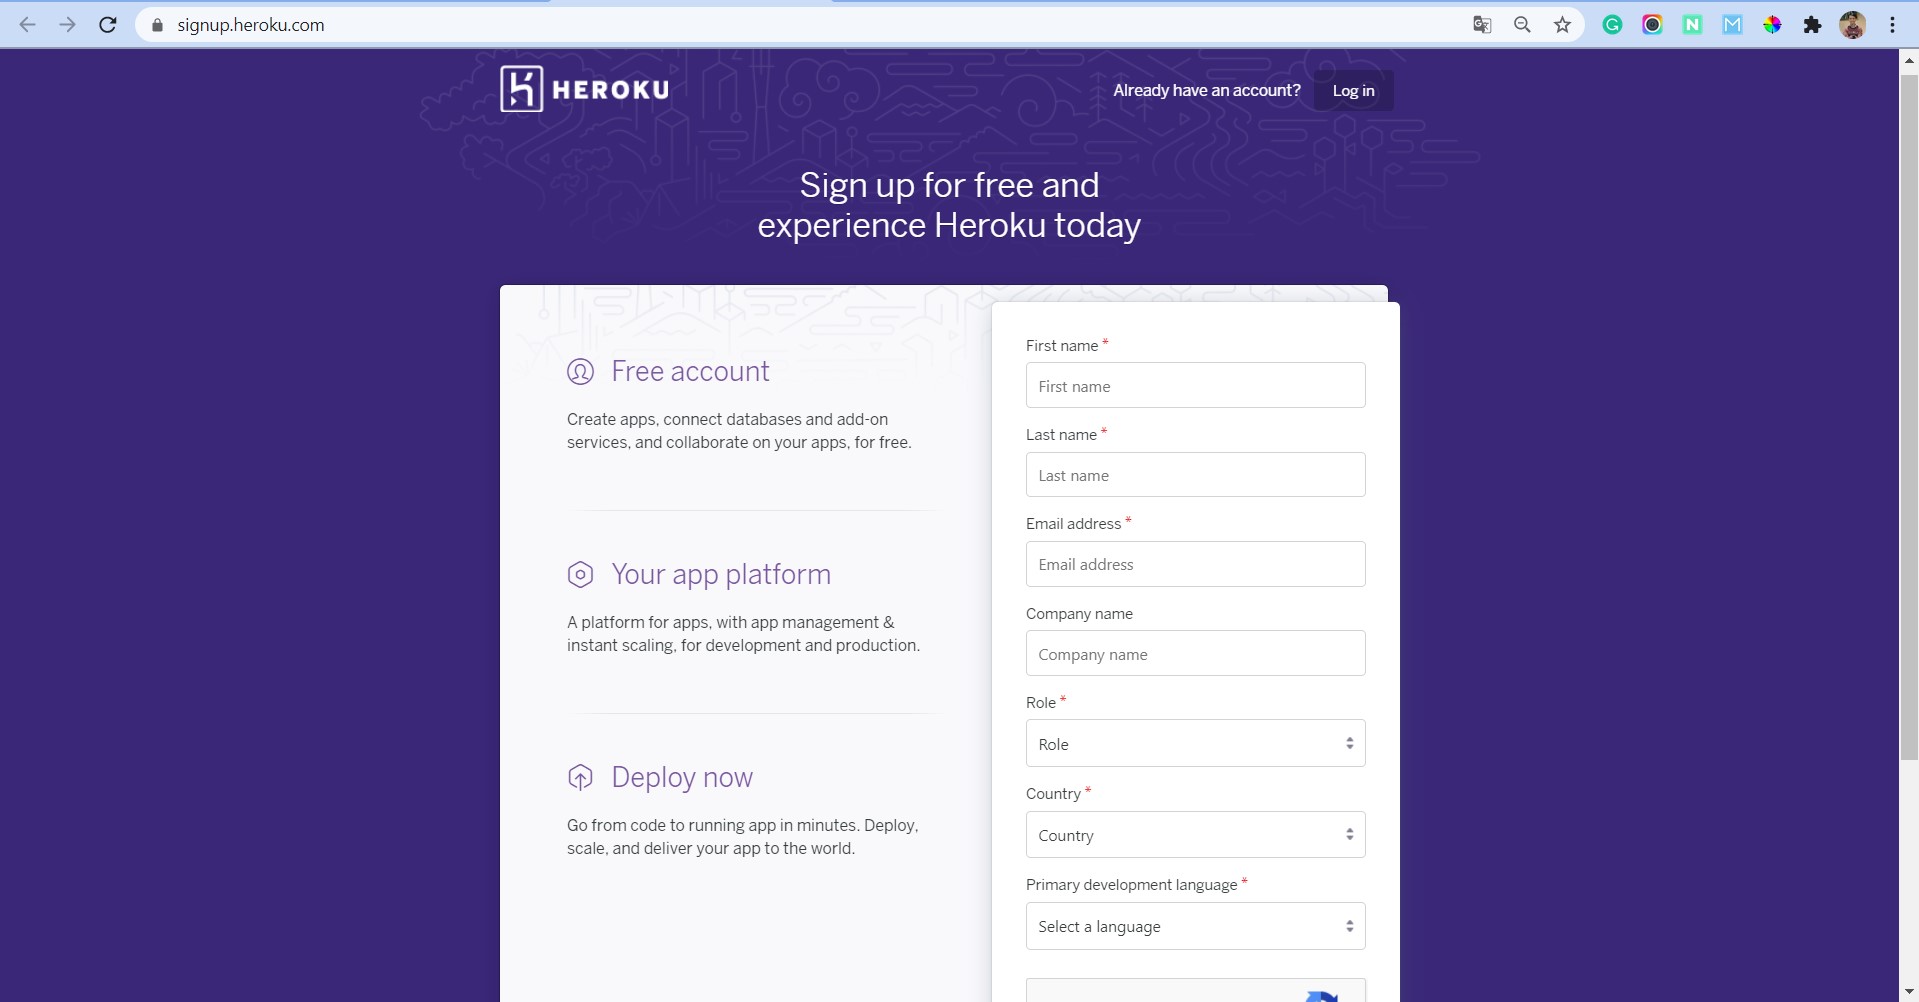 signup.heroku.com
HEROKU
Already have an account?
Log in
Sign up for free and
experience Heroku today
Free account
Create apps, connect databases and add-on
services, and collaborate on your apps, for free.
Your app platform
A platform for apps, with app management &
instant scaling, for development and production.
Deploy now
Go from code to running app in minutes. Deploy,
scale, and deliver your app to the world.
First name *
First name
Last name *
Last name
Email address *
Email address
Company name
Company name
Role *
Role
Country *
Country
Primary development language *
Select a language